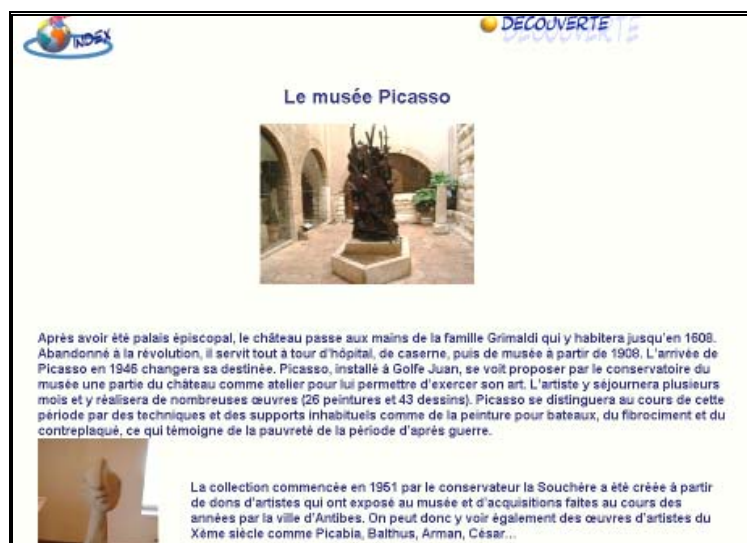 INDEX
DECOUVERTE
Le musée Picasso
Après avoir été palais épiscopal, le château passe aux mains de la famille Grimaldi qui y habitera jusqu'en 1608.
Abandonné à la révolution, il servit tout à tour d'hôpital, de caserne, puis de musée à partir de 1908. L'arrivée de
Picasso en 1946 changera sa destinée. Picasso, installé à Golfe Juan, se voit proposer par le conservatoire du
musée une partie du château comme atelier pour lui permettre d'exercer son art. L'artiste y séjournera plusieurs
mois et y réalisera de nombreuses œuvres (26 peintures et 43 dessins). Picasso se distinguera au cours de cette
période par des techniques et des supports inhabituels comme de la peinture pour bateaux, du fibrociment et du
contreplaqué, ce qui témoigne de la pauvreté de la période d'après guerre.
La collection commencée en 1951 par le conservateur la Souchère a été créée à partir
de dons d'artistes qui ont exposé au musée et d'acquisitions faites au cours des
années par la ville d'Antibes. On peut donc y voir également des œuvres d'artistes du
Xème siècle comme Picabia, Balthus, Arman, César...